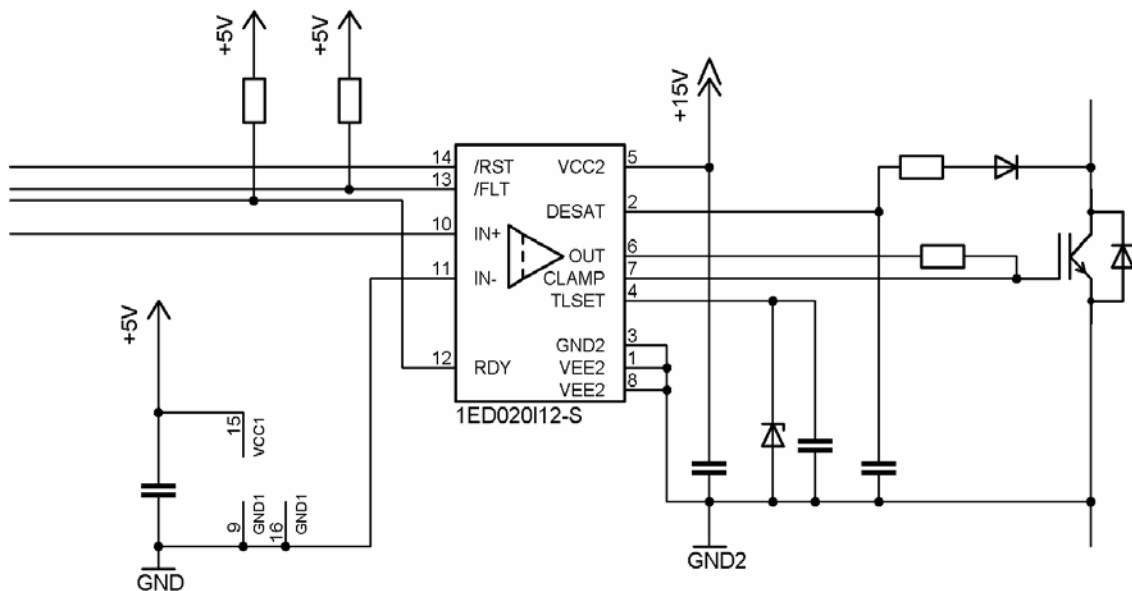 +5V
+5V
+15V
14 /RST VCC2 5
13 /FLT
DESAT 2
10 IN+
OUT 6
11 IN- CLAMP 7
TLSET 4
+5V
GND2 3
12 RDY VEE2 1
VEE2 8
1ED020I12-S
15 VCC1
9 GND1
16 GND1
GND
GND2